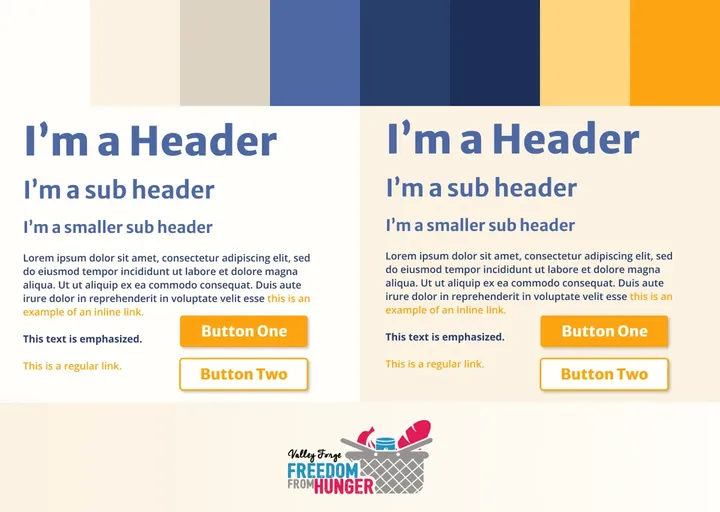 I'm a Header
I'm a sub header
I'm a smaller sub header
Lorem ipsum dolor sit amet, consectetur adipiscing elit, sed
do eiusmod tempor incididunt ut labore et dolore magna
aliqua. Ut ut aliquip ex ea commodo consequat. Duis aute
irure dolor in reprehenderit in voluptate velit esse this is an
example of an inline link.
This text is emphasized.
This is a regular link.
Button One
Button Two
I'm a Header
I'm a sub header
I'm a smaller sub header
Lorem ipsum dolor sit amet, consectetur adipiscing elit, sed
do eiusmod tempor incididunt ut labore et dolore magna
aliqua. Ut ut aliquip ex ea commodo consequat. Duis aute
irure dolor in reprehenderit in voluptate velit esse this is an
example of an inline link.
This text is emphasized.
This is a regular link.
Button One
Button Two
Valley Forge
FREEDOM
FROM HUNGER